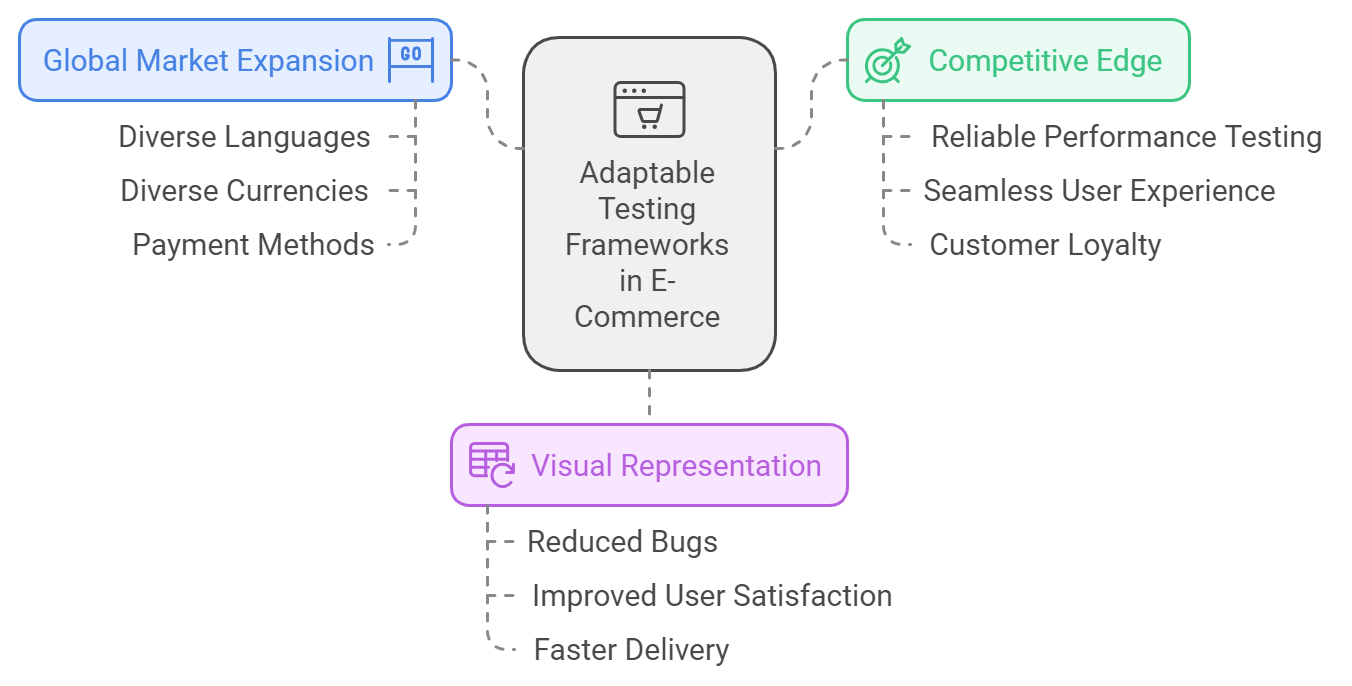 Global Market Expansion
GO
Diverse Languages
Diverse Currencies
Payment Methods
Adaptable
Testing
Frameworks
in E-
Commerce
Competitive Edge
Reliable Performance Testing
Seamless User Experience
Customer Loyalty
Visual Representation
Reduced Bugs
Improved User Satisfaction
Faster Delivery